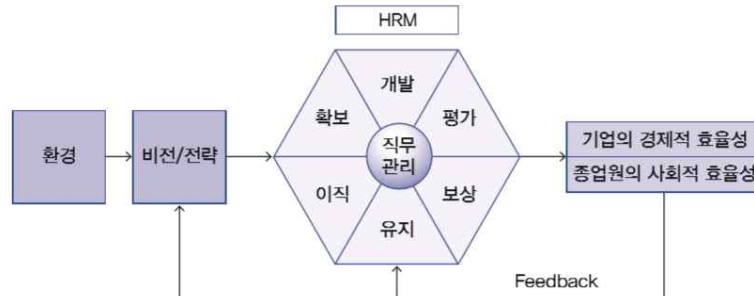 HRM
개발
확보
평가
직무
관리
이직
보상
유지
환경
비전/전략
기업의 경제적 효율성
종업원의 사회적 효율성
Feedback